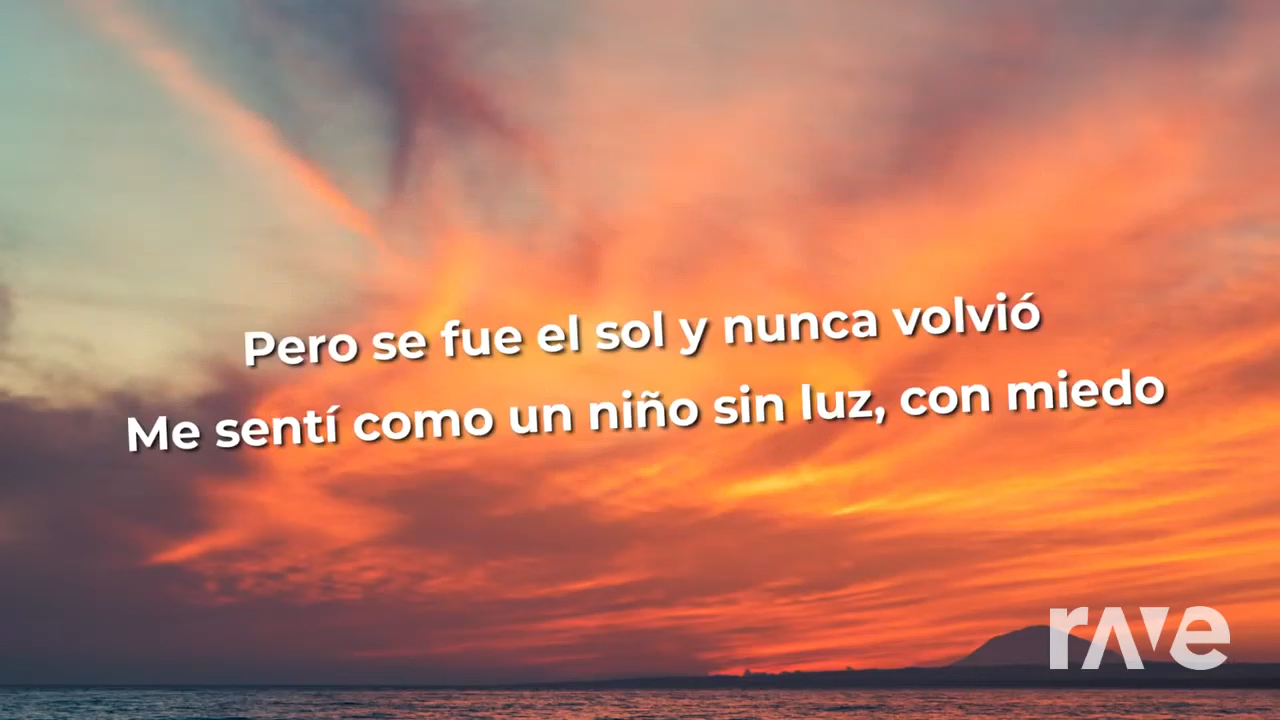 Pero se fue el sol y nunca volvió
Me sentí como un niño sin luz, con miedo
rave